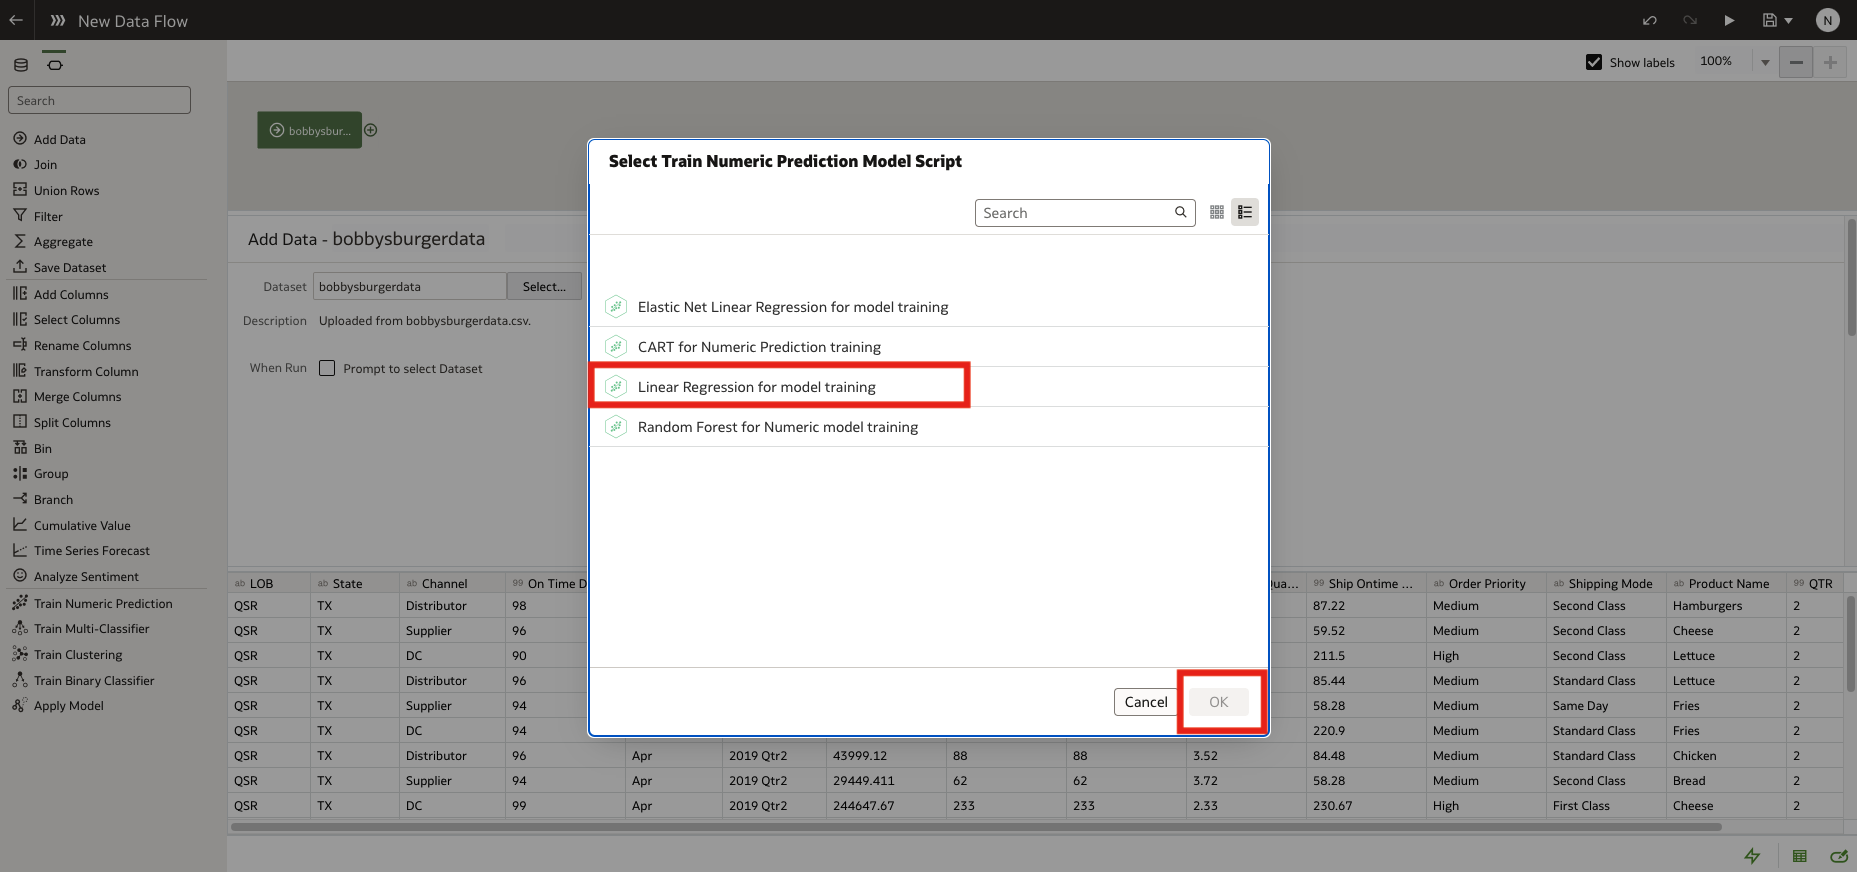 New Data Flow
N
Show labels
100%
Search
Add Data
Join
Union Rows
Filter
Aggregate
Save Dataset
Add Columns
Select Columns
Rename Columns
Transform Column
Merge Columns
Split Columns
Bin
Group
Branch
Cumulative Value
Time Series Forecast
Analyze Sentiment
Train Numeric Prediction
Train Multi-Classifier
Train Clustering
Train Binary Classifier
Apply Model
bobbysbur...
Add Data - bobbysburgerdata
Dataset bobbysburgerdata Select...
Description Uploaded from bobbysburgerdata.csv.
When Run Prompt to select Dataset
Select Train Numeric Prediction Model Script
Search
Elastic Net Linear Regression for model training
CART for Numeric Prediction training
Linear Regression for model training
Random Forest for Numeric model training
Cancel OK
ab LOB ab State ab Channel 99 On Time D Qua... 99 Ship Ontime ... ab Order Priority ab Shipping Mode ab Product Name 99 QTR
QSR TX Distributor 98 87.22 Medium Second Class Hamburgers 2
QSR TX Supplier 96 59.52 Medium Second Class Cheese 2
QSR TX DC 90 211.5 High Second Class Lettuce 2
QSR TX Distributor 96 85.44 Medium Standard Class Lettuce 2
QSR TX Supplier 94 58.28 Medium Same Day Fries 2
QSR TX DC 94 220.9 Medium Standard Class Fries 2
QSR TX Distributor 96 Apr 2019 Qtr2 43999.12 88 88 3.52 84.48 Medium Standard Class Chicken 2
QSR TX Supplier 94 Apr 2019 Qtr2 29449.411 62 62 3.72 58.28 Medium Second Class Bread 2
QSR TX DC 99 Apr 2019 Qtr2 244647.67 233 233 2.33 230.67 High First Class Cheese 2